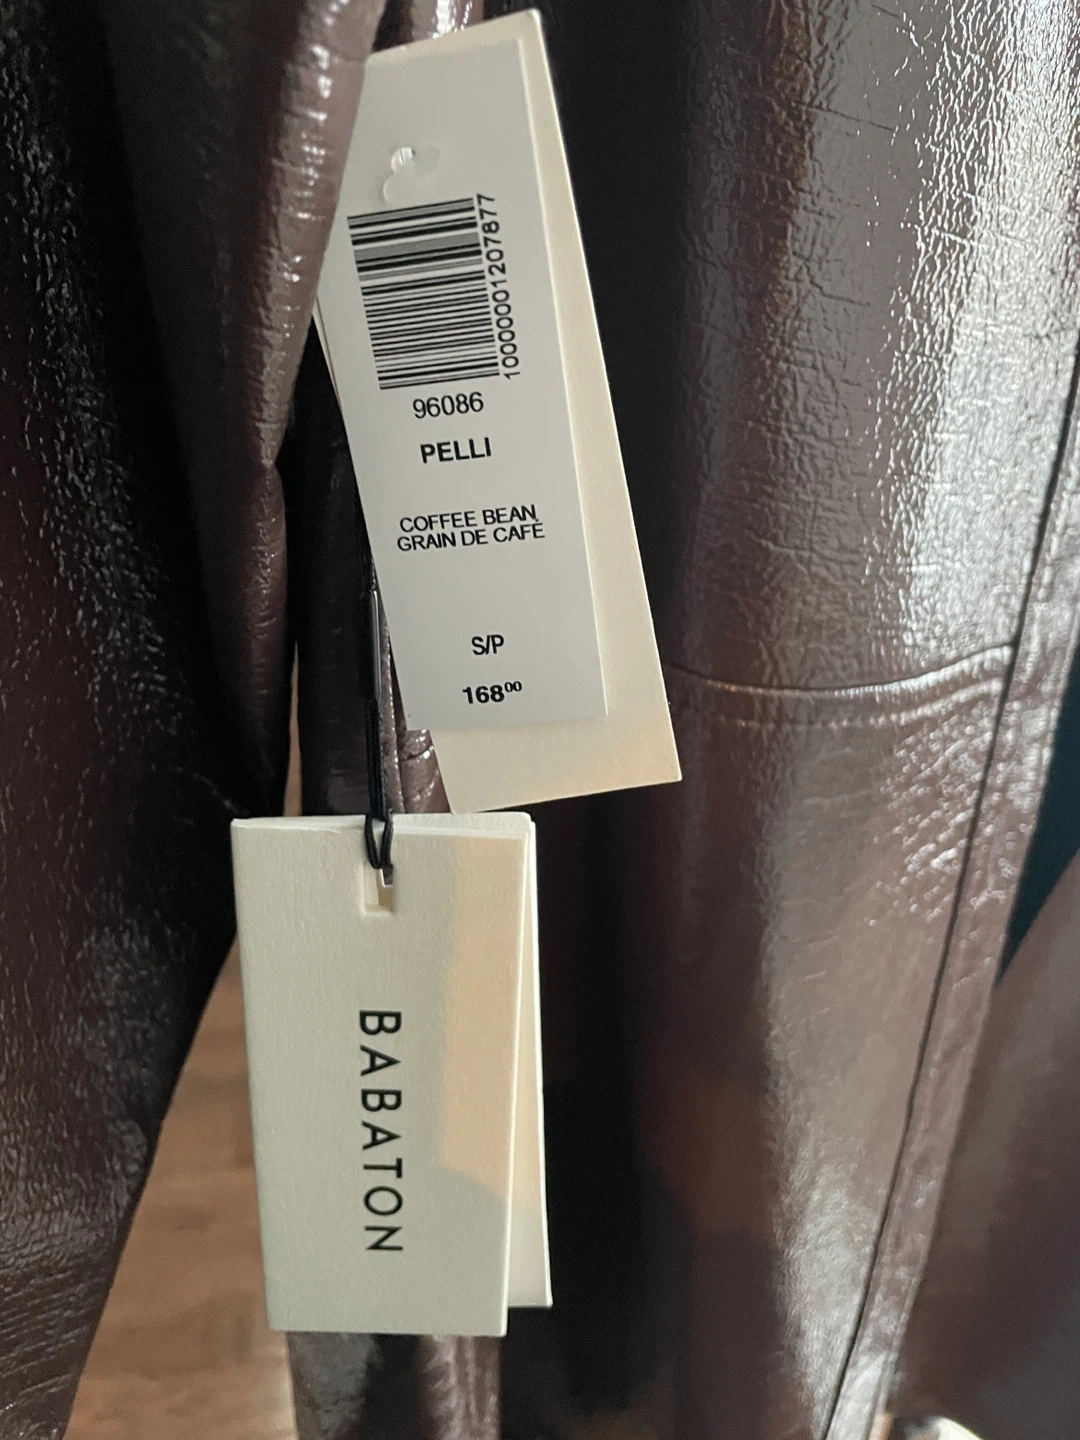 10000001207877
96086
PELLI
COFFEE BEAN,
GRAIN DE CAFÉ
S/P
168⁰⁰
BABATON